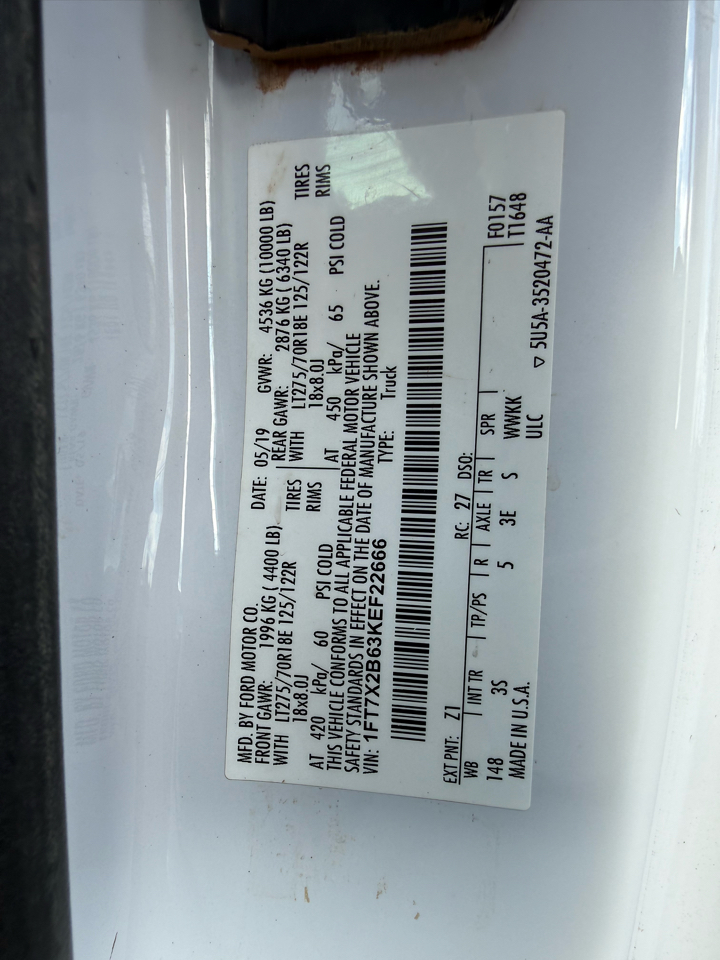 MFD. BY FORD MOTOR CO.
DATE: 05/19 GVWR: 4536 KG (10000 LB)
FRONT GAWR: 1996 KG ( 4400 LB) REAR GAWR: 2876 KG ( 6340 LB)
WITH LT275/70R18E 125/122R TIRES WITH LT275/70R18E 125/122R TIRES
18x8.0J RIMS 18x8.0J RIMS
AT 420 kPa/ 60 PSI COLD AT 450 kPa/ 65 PSI COLD
THIS VEHICLE CONFORMS TO ALL APPLICABLE FEDERAL MOTOR VEHICLE
SAFETY STANDARDS IN EFFECT ON THE DATE OF MANUFACTURE SHOWN ABOVE.
VIN: 1FT7X2B63KEF22666 TYPE: Truck
EXT PNT: Z1 RC: 27 DSO: F0157
WB INT TR TP/PS R AXLE TR SPR T1648
148 3S 5 3E S WWKK
MADE IN U.S.A. ULC ▽ 5U5A-3520472-AA